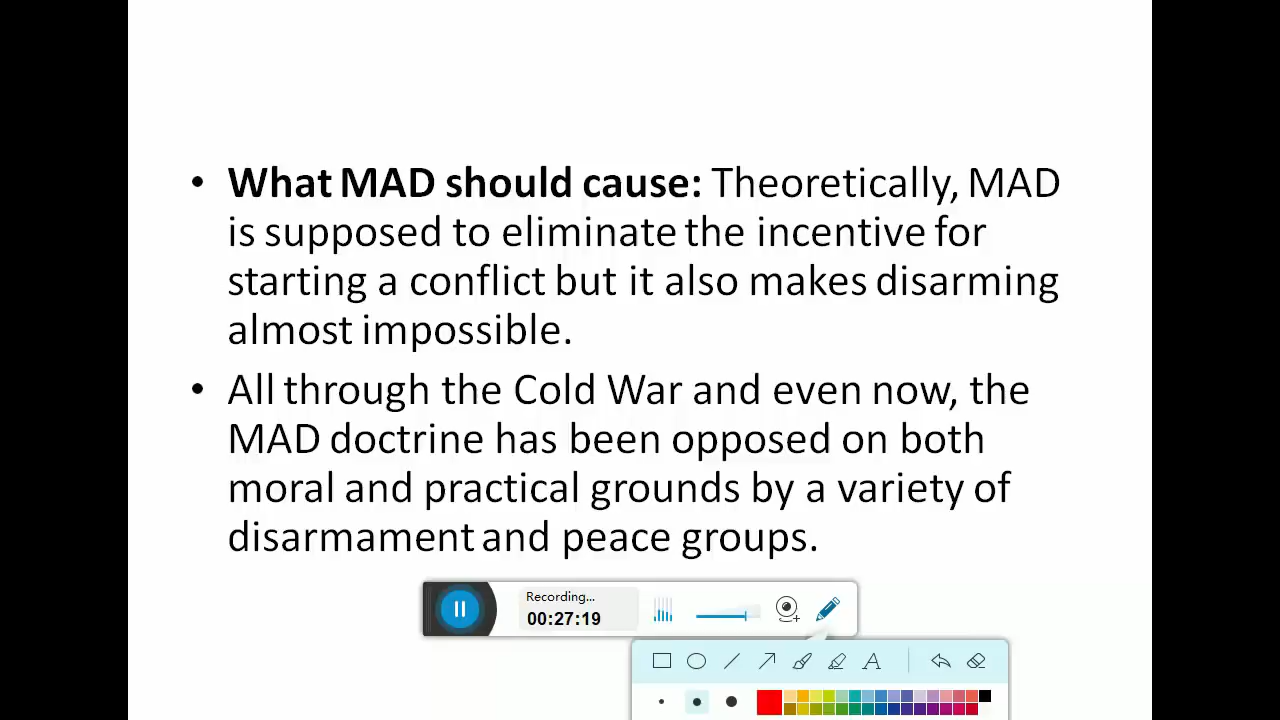 • What MAD should cause: Theoretically, MAD
is supposed to eliminate the incentive for
starting a conflict but it also makes disarming
almost impossible.
• All through the Cold War and even now, the
MAD doctrine has been opposed on both
moral and practical grounds by a variety of
disarmament and peace groups.
Recording...
00:27:19
A